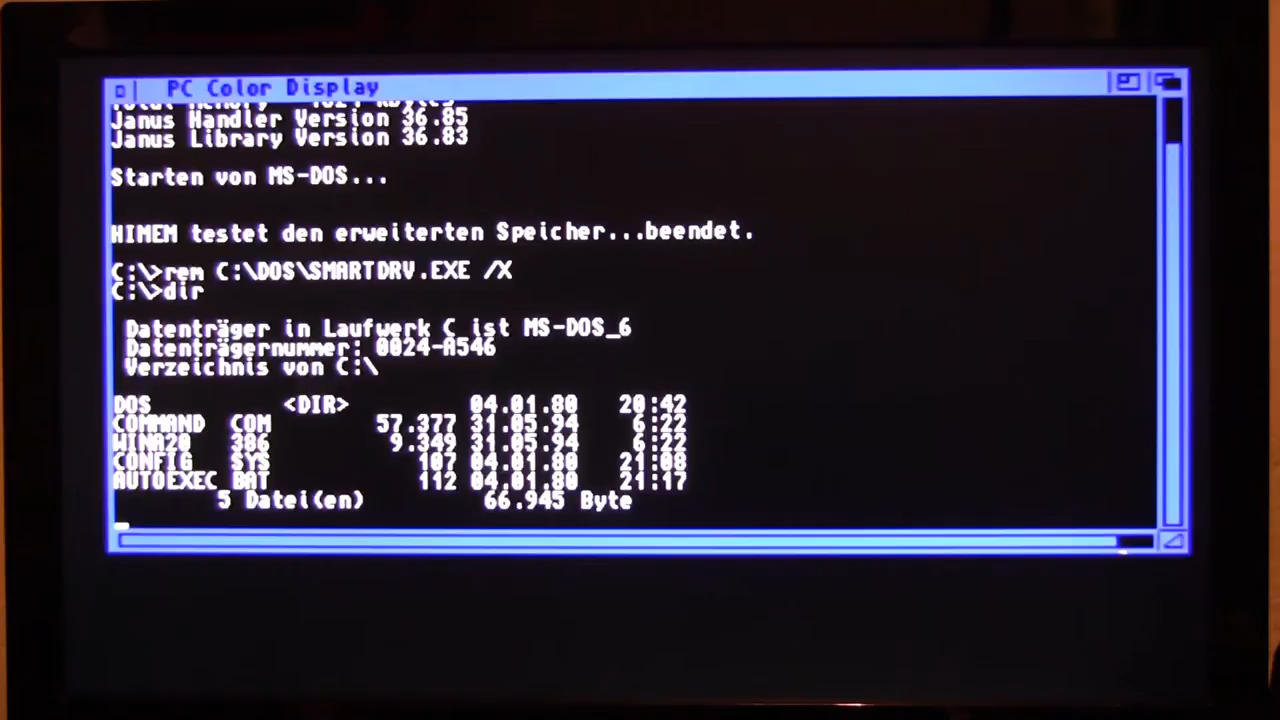 PC Color Display
Total Memory 4024 kBytes
Janus Handler Version 36.85
Janus Library Version 36.83
Starten von MS-DOS...
HIMEM testet den erweiterten Speicher...beendet.
C:\>rem C:\DOS\SMARTDRV.EXE /X
C:\>dir
Datenträger in Laufwerk C ist MS-DOS_6
Datenträgernummer: 0024-A546
Verzeichnis von C:\
DOS <DIR> 04.01.80 20:42
COMMAND COM 57.377 31.05.94 6:22
WINA20 386 9.349 31.05.94 6:22
CONFIG SYS 107 04.01.80 21:08
AUTOEXEC BAT 112 04.01.80 21:17
5 Datei(en) 66.945 Byte